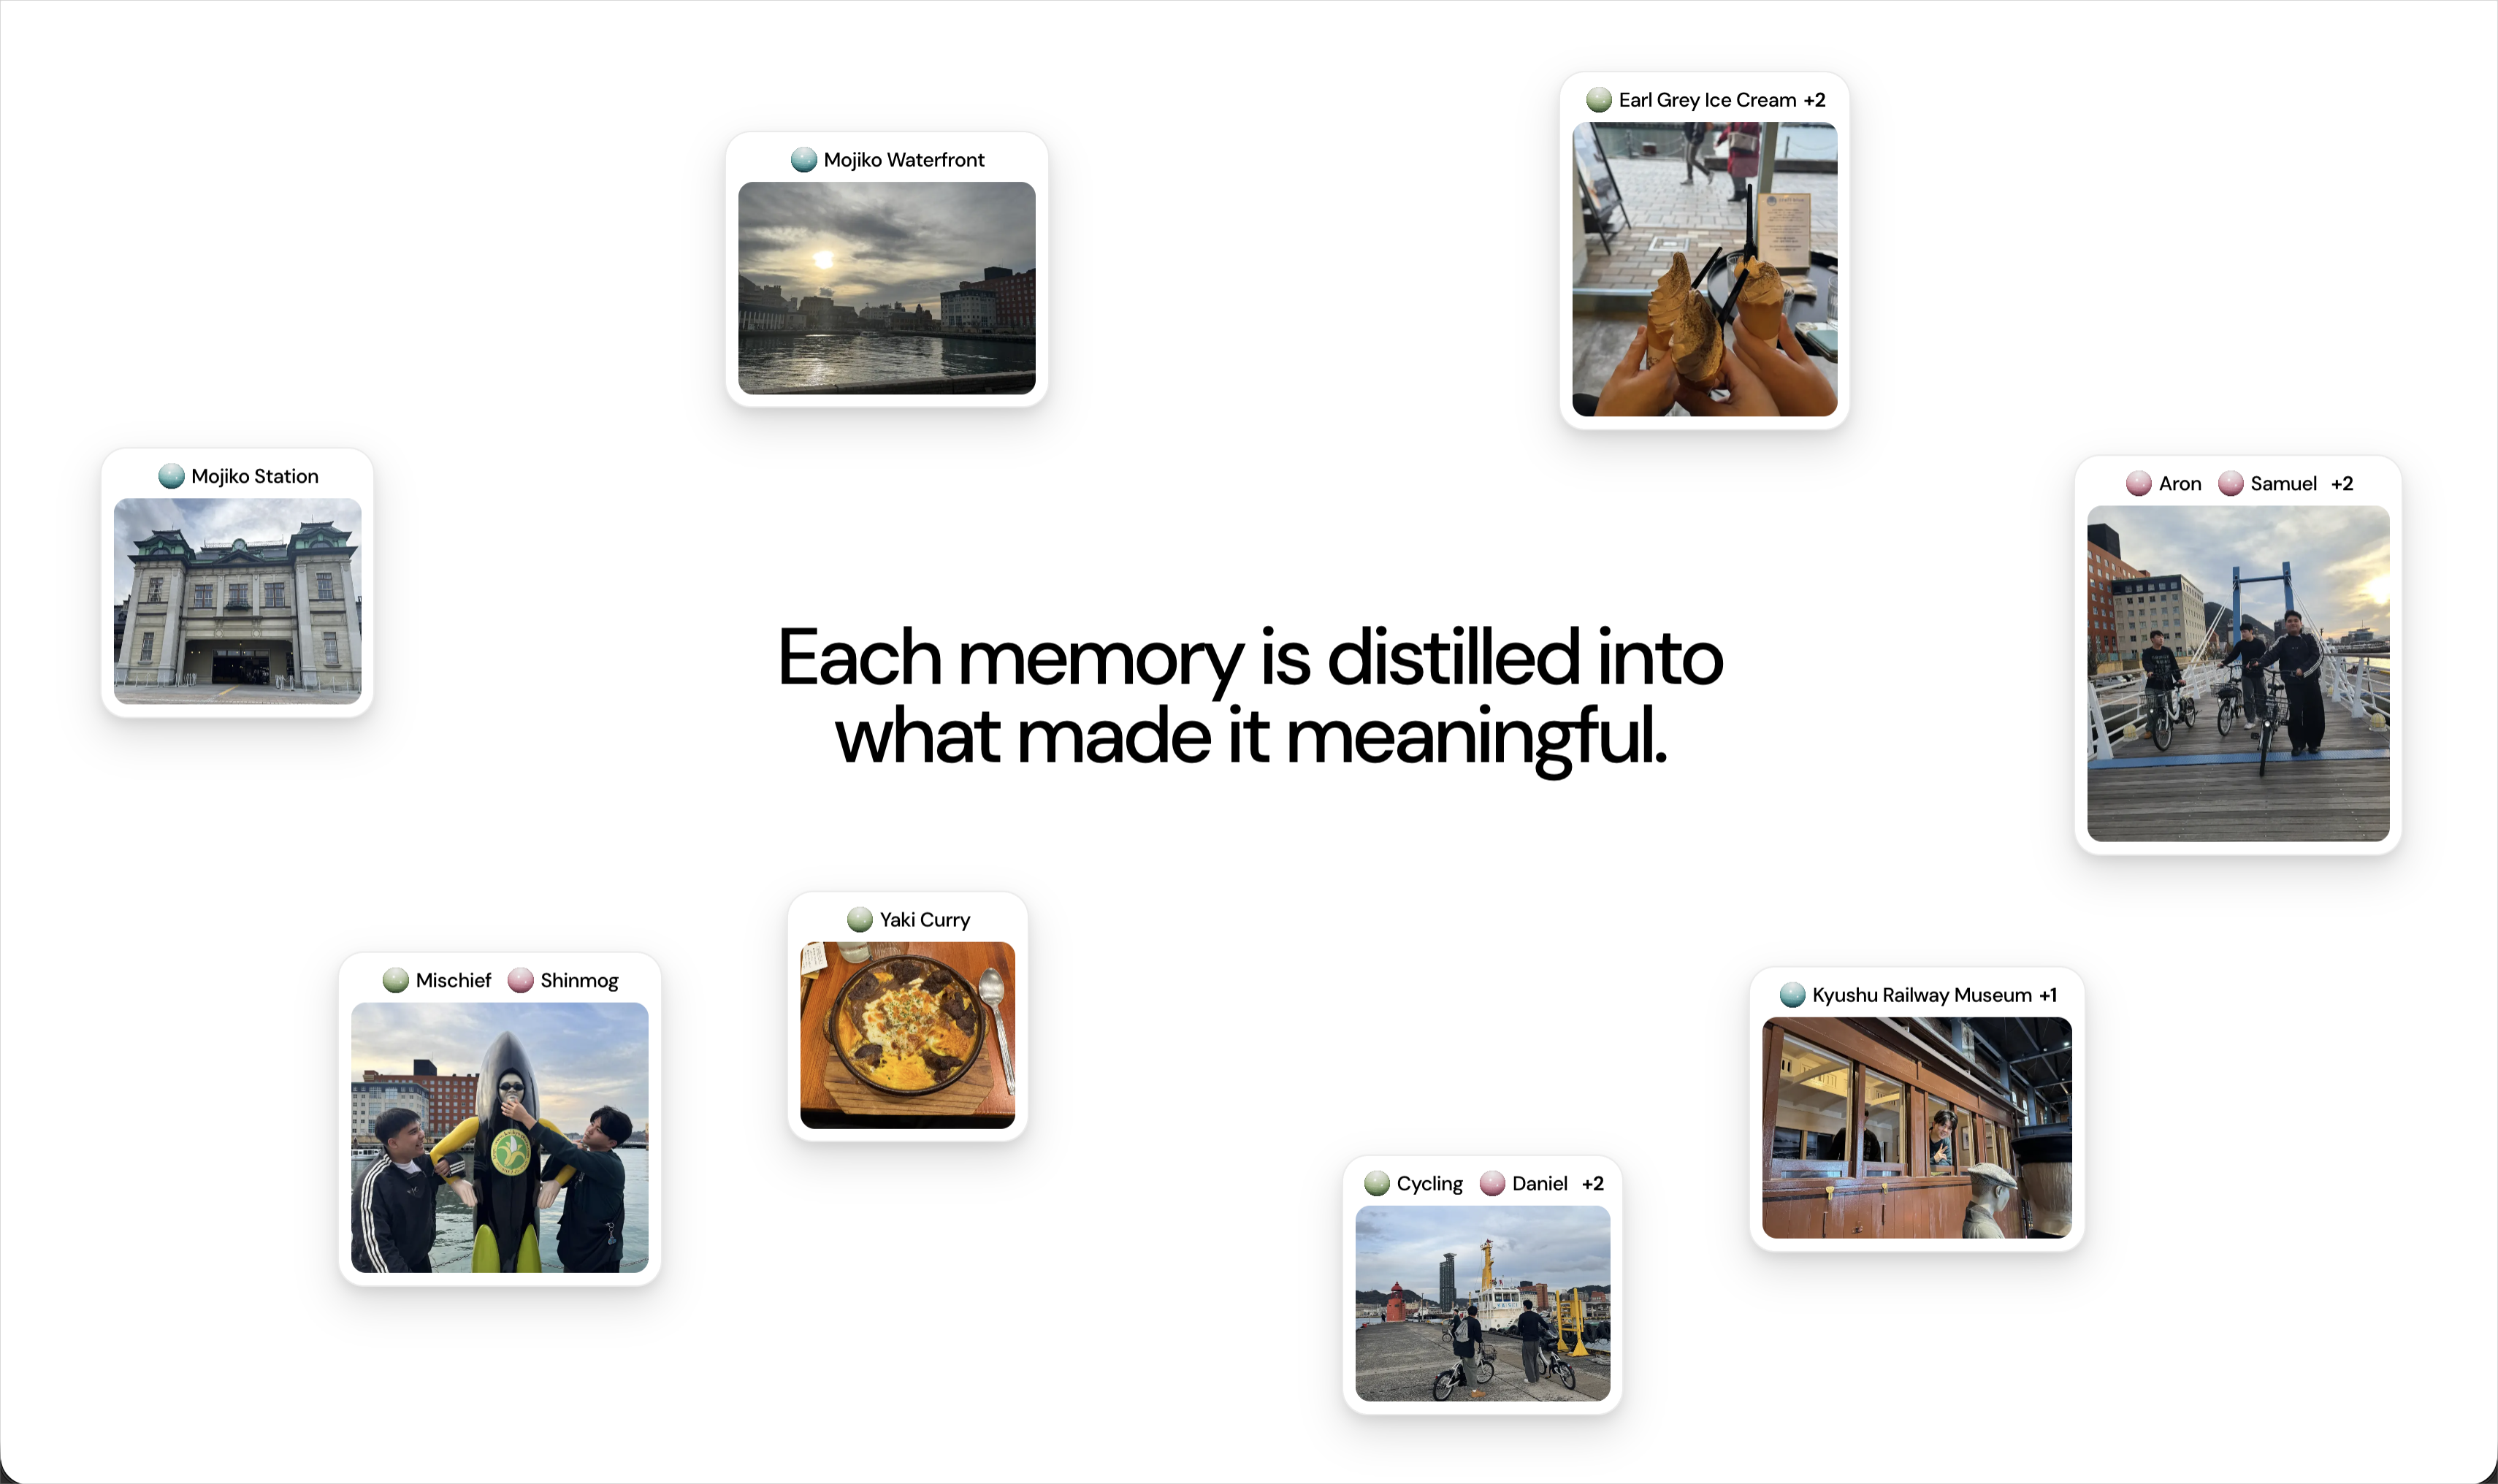 Earl Grey Ice Cream +2
Mojiko Waterfront
Mojiko Station
Aron Samuel +2
Each memory is distilled into
what made it meaningful.
Yaki Curry
Mischief Shinmog
Kyushu Railway Museum +1
Cycling Daniel +2